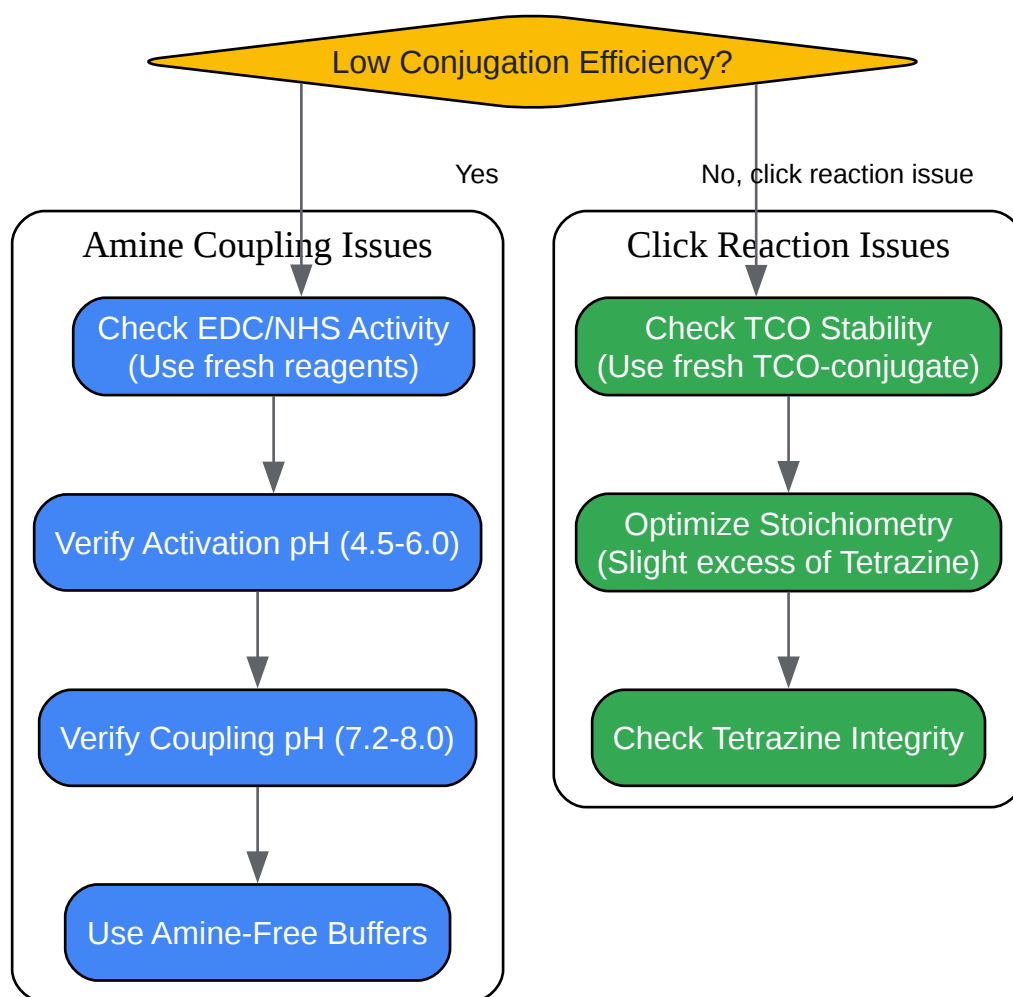 Low Conjugation Efficiency?
Yes
No, click reaction issue
Amine Coupling Issues
Check EDC/NHS Activity
(Use fresh reagents)
Verify Activation pH (4.5-6.0)
Verify Coupling pH (7.2-8.0)
Use Amine-Free Buffers
Click Reaction Issues
Check TCO Stability
(Use fresh TCO-conjugate)
Optimize Stoichiometry
(Slight excess of Tetrazine)
Check Tetrazine Integrity